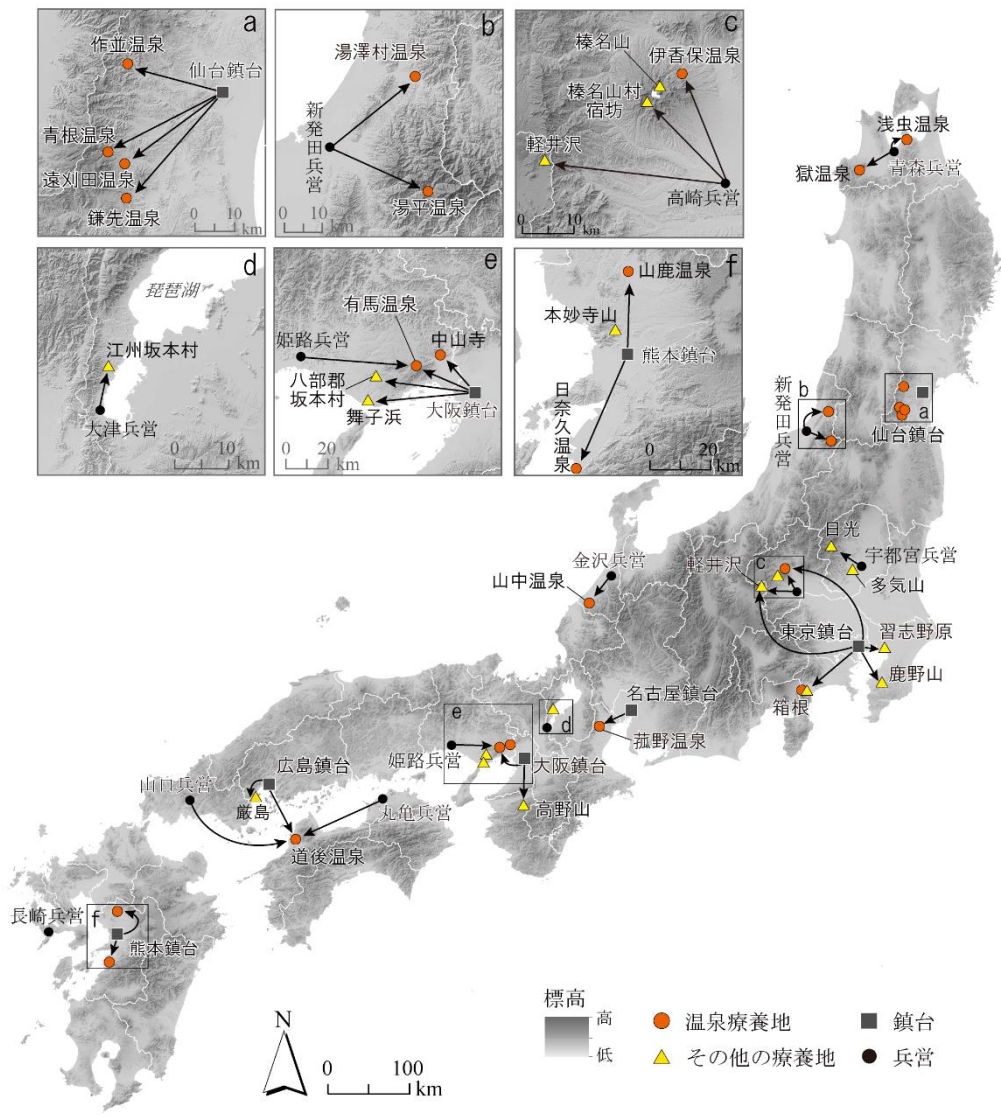 a
作並温泉
仙台鎮台
青根温泉
遠刈田温泉
鎌先温泉
0 10
km
b
湯澤村温泉
新発田兵営
湯平温泉
0 10
km
c
榛名山
伊香保温泉
榛名山村
宿坊
軽井沢
高崎兵営
0 10
km
d
琵琶湖
江州坂本村
大津兵営
0 10
km
e
有馬温泉
姫路兵営
中山寺
八部郡
坂本村
舞子浜
大阪鎮台
0 20
km
f
山鹿温泉
本妙寺山
熊本鎮台
日奈久温泉
0 20
km
浅虫温泉
青森兵営
嶽温泉
b
新発田兵営
a
仙台鎮台
日光
宇都宮兵営
多気山
軽井沢
c
金沢兵営
山中温泉
東京鎮台
習志野原
鹿野山
箱根
名古屋鎮台
菰野温泉
d
e
姫路兵営
大阪鎮台
高野山
広島鎮台
山口兵営
厳島
丸亀兵営
道後温泉
長崎兵営
f
熊本鎮台
N
0 100
km
標高
高
低
温泉療養地
鎮台
その他の療養地
兵営